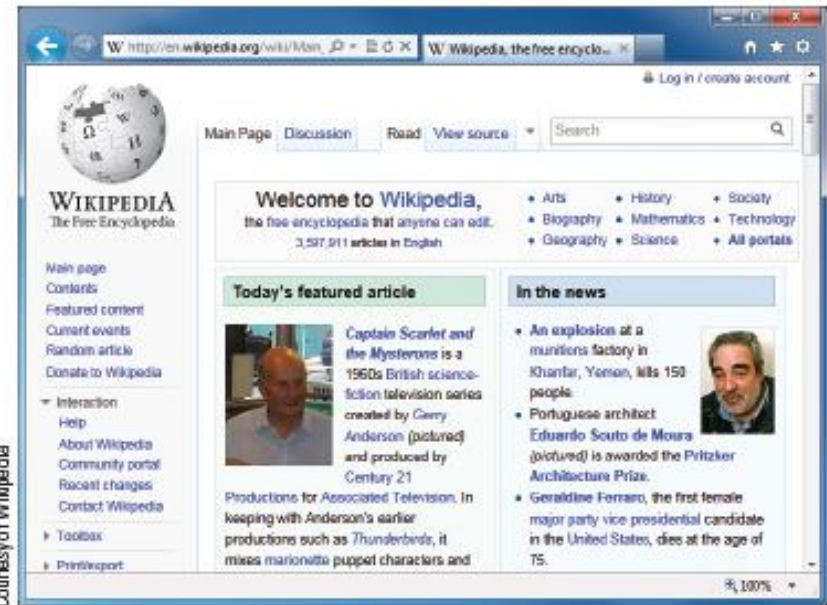 W http://en.wikipedia.org/wiki/Main_
W Wikipedia, the free encyclo...
Log in / create account
Main Page Discussion Read View source Search
WIKIPEDIA
The Free Encyclopedia
Main page
Contents
Featured content
Current events
Random article
Donate to Wikipedia
Interaction
Help
About Wikipedia
Community portal
Recent changes
Contact Wikipedia
Toolbox
Print/export
Welcome to Wikipedia,
the free encyclopedia that anyone can edit.
3,597,911 articles in English
• Arts • History • Society
• Biography • Mathematics • Technology
• Geography • Science • All portals
Today's featured article
Captain Scarlet and
the Mysterons is a
1960s British science-
fiction television series
created by Gerry
Anderson (pictured)
and produced by
Century 21
Productions for Associated Television. In
keeping with Anderson's earlier
productions such as Thunderbirds, it
mixes marionette puppet characters and
In the news
• An explosion at a
munitions factory in
Khanfar, Yemen, kills 150
people.
• Portuguese architect
Eduardo Souto de Moura
(pictured) is awarded the Pritzker
Architecture Prize.
• Geraldine Ferraro, the first female
major party vice presidential candidate
in the United States, dies at the age of
75.
100%
Courtesy of Wikipedia